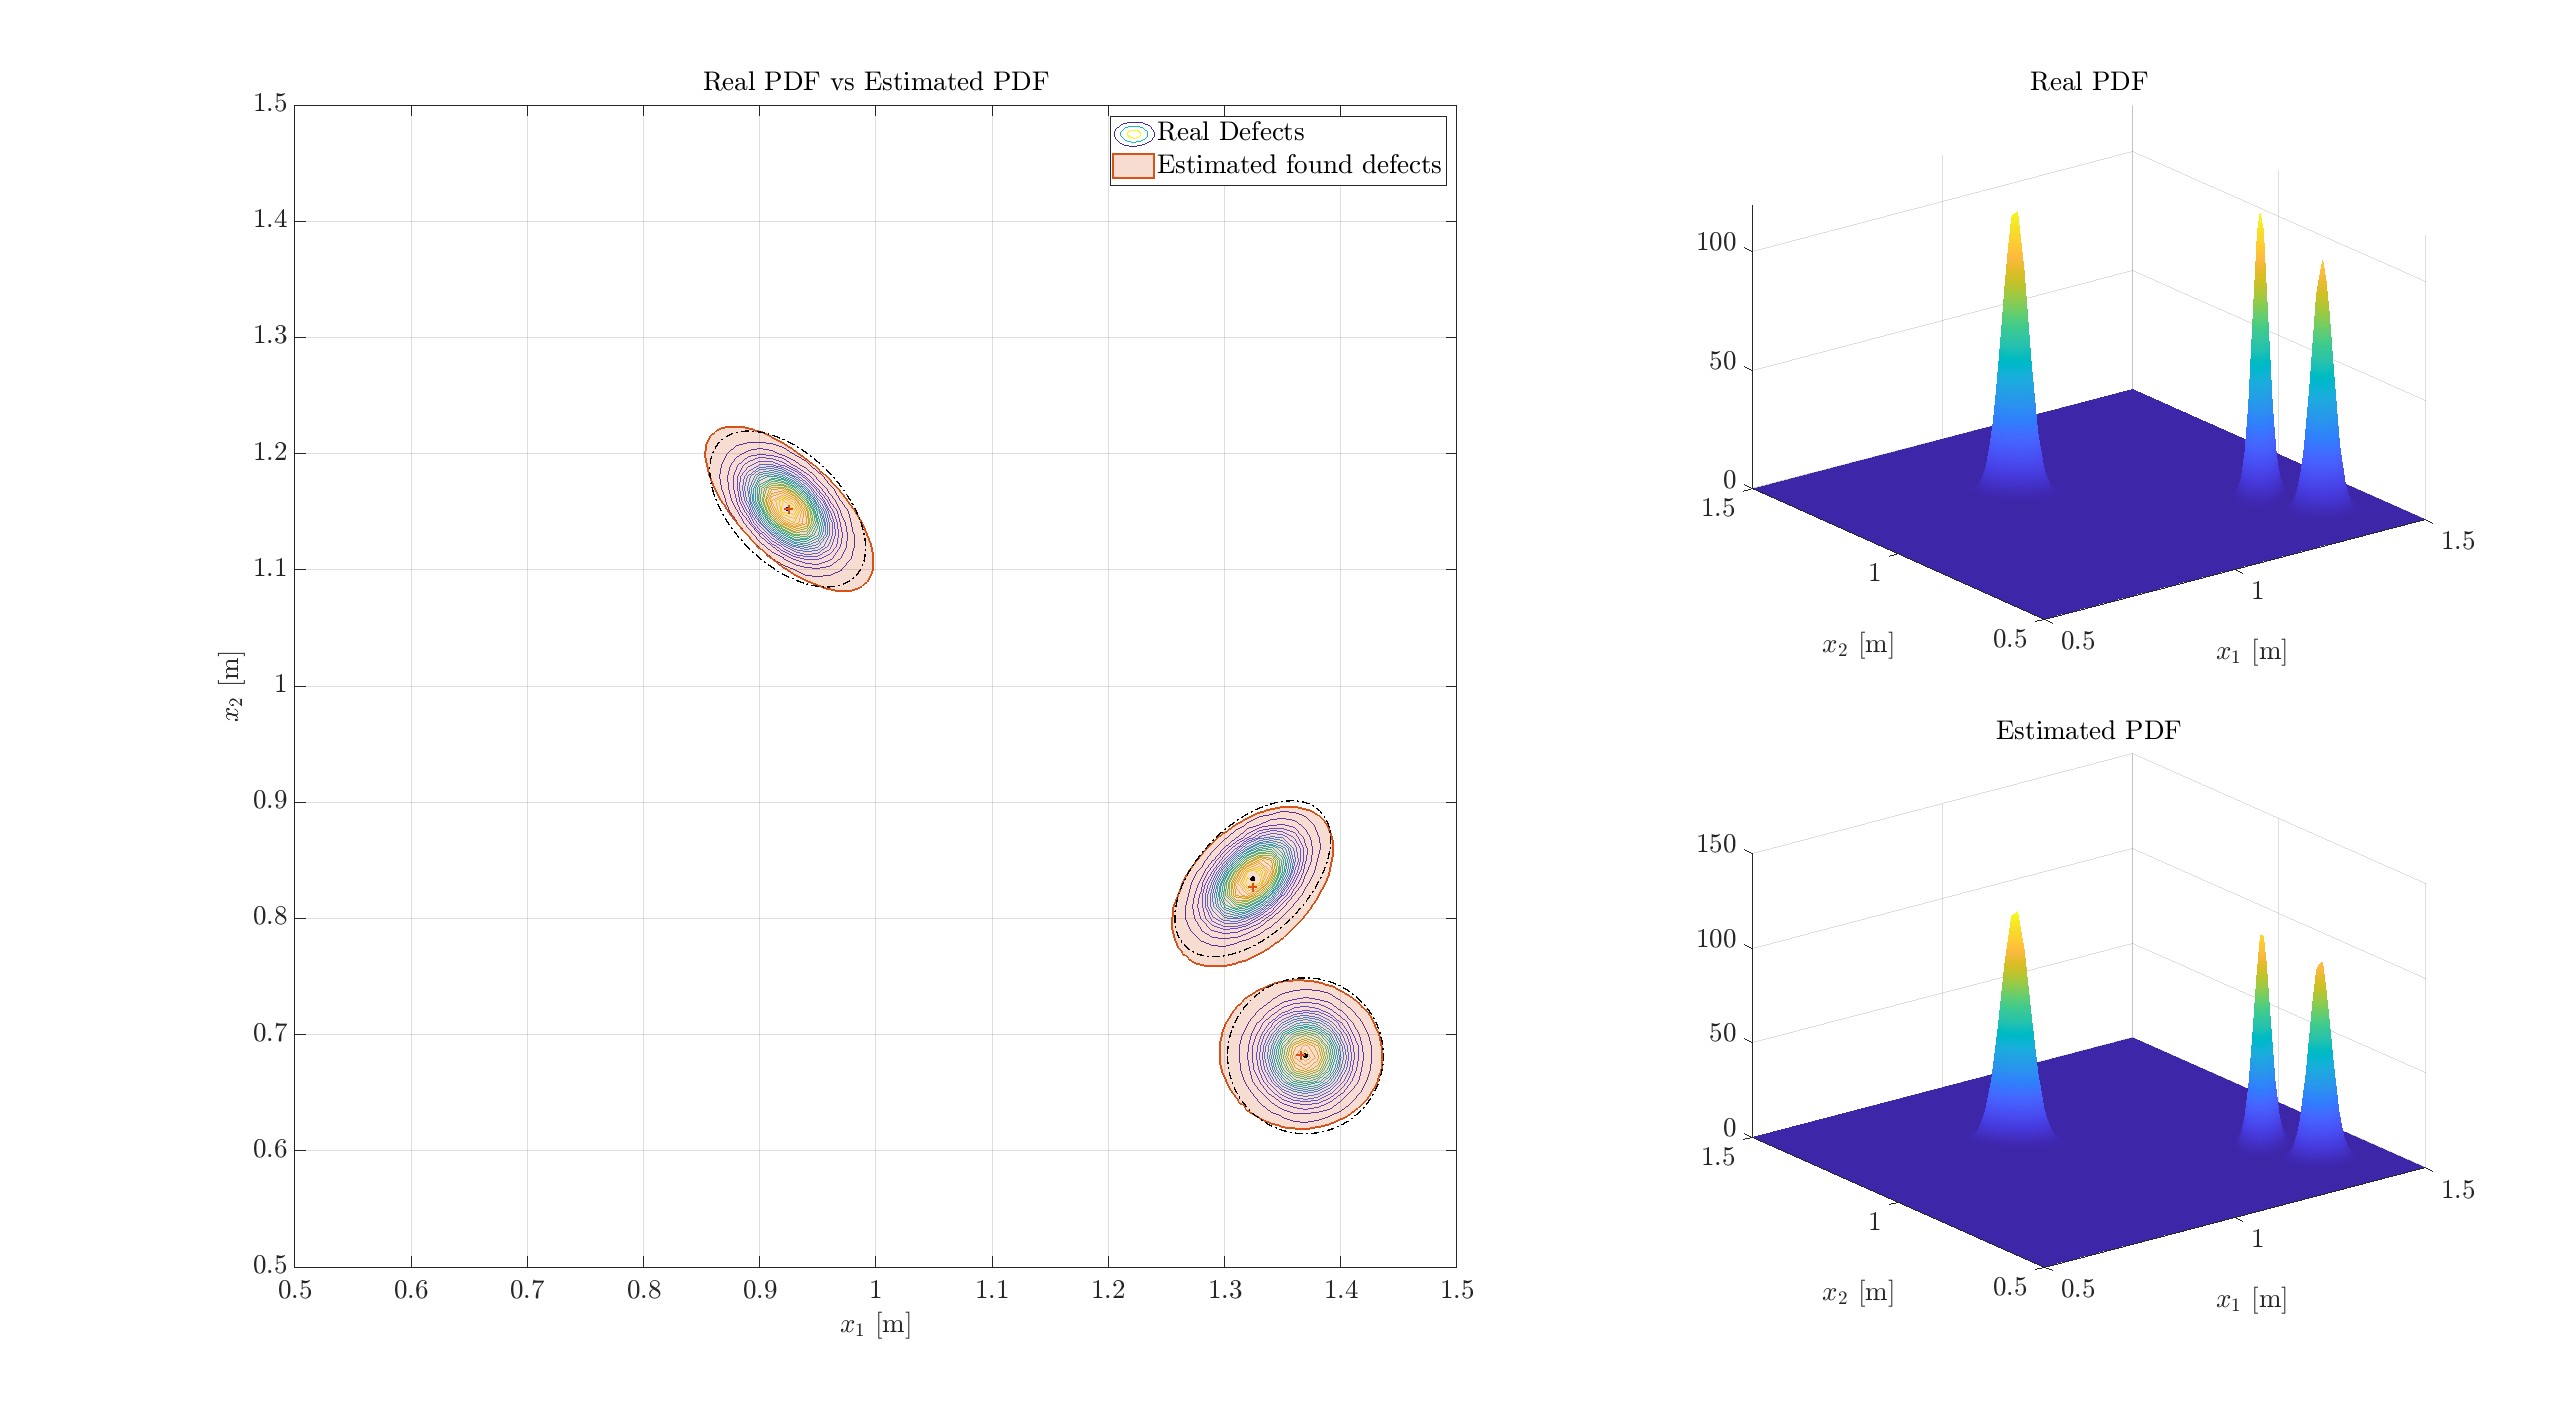 Real PDF vs Estimated PDF
Real Defects
Estimated found defects
1.5
1.4
1.3
1.2
1.1
1
0.9
0.8
0.7
0.6
0.5
x₂ [m]
0.5 0.6 0.7 0.8 0.9 1 1.1 1.2 1.3 1.4 1.5
x₁ [m]
Real PDF
100
50
0
1.5
1
0.5
x₂ [m]
0.5
1
1.5
x₁ [m]
Estimated PDF
150
100
50
0
1.5
1
0.5
x₂ [m]
0.5
1
1.5
x₁ [m]